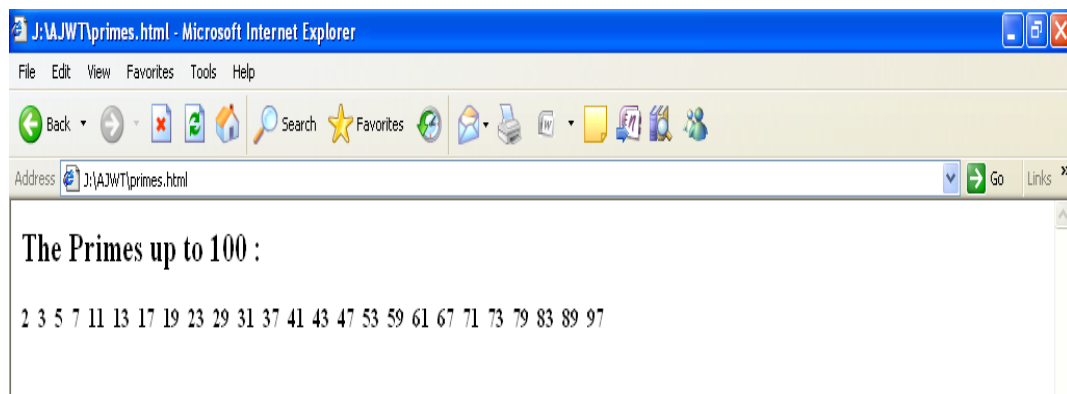 J:\AJWT\primes.html - Microsoft Internet Explorer
File Edit View Favorites Tools Help
Back Search Favorites
Address J:\AJWT\primes.html Go Links »
The Primes up to 100 :
2 3 5 7 11 13 17 19 23 29 31 37 41 43 47 53 59 61 67 71 73 79 83 89 97